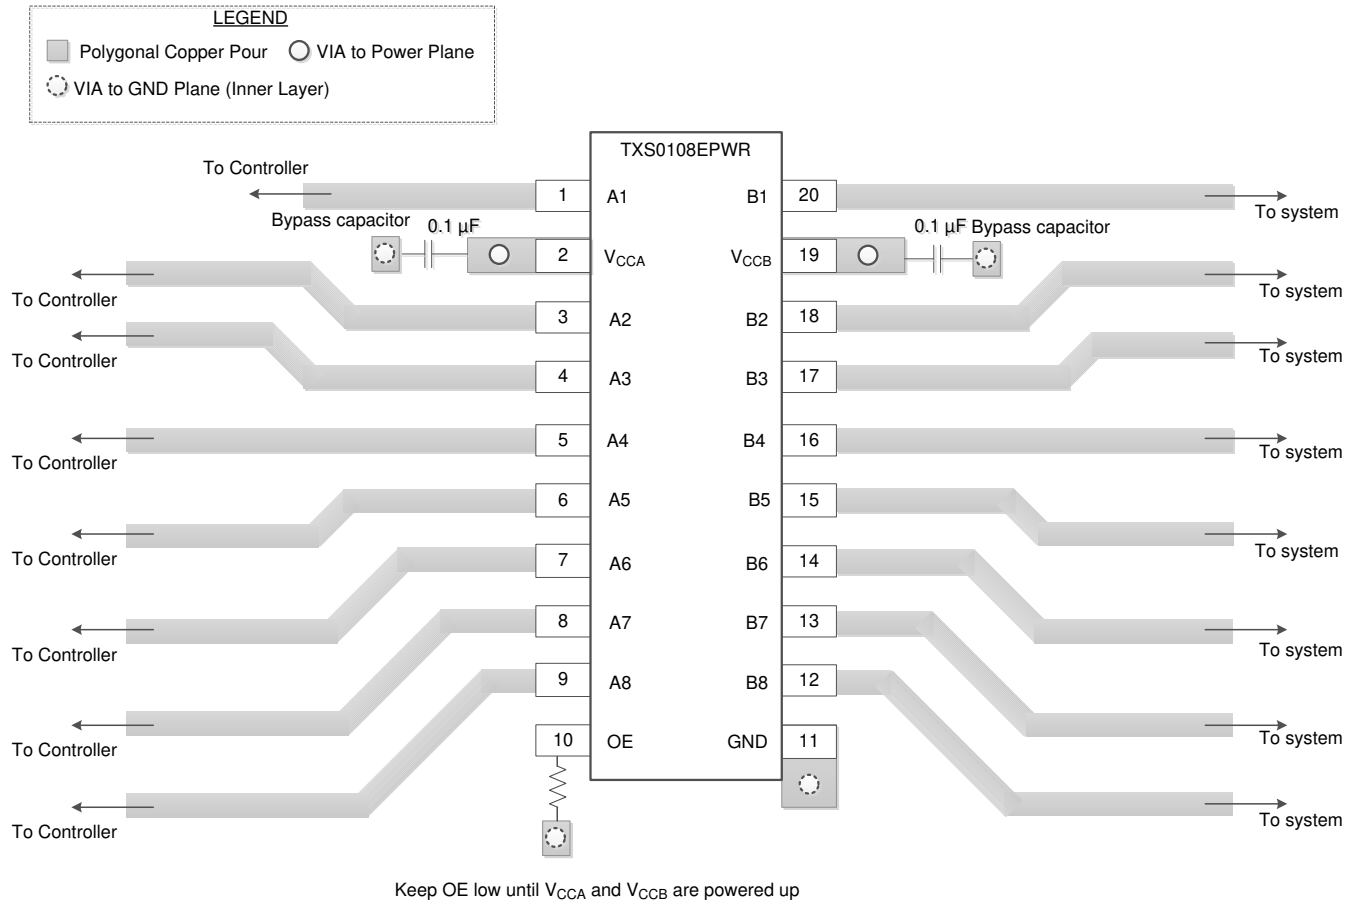 LEGEND
Polygonal Copper Pour
VIA to Power Plane
VIA to GND Plane (Inner Layer)
TXS0108EPWR
To Controller
1 A1 B1 20
To system
Bypass capacitor
0.1 µF
0.1 µF Bypass capacitor
2 VCCA VCCB 19
To Controller
To system
3 A2 B2 18
To Controller
To system
4 A3 B3 17
5 A4 B4 16
To Controller
To system
6 A5 B5 15
To Controller
To system
7 A6 B6 14
To Controller
To system
8 A7 B7 13
9 A8 B8 12
10 OE GND 11
To Controller
To system
To Controller
To system
Keep OE low until VCCA and VCCB are powered up